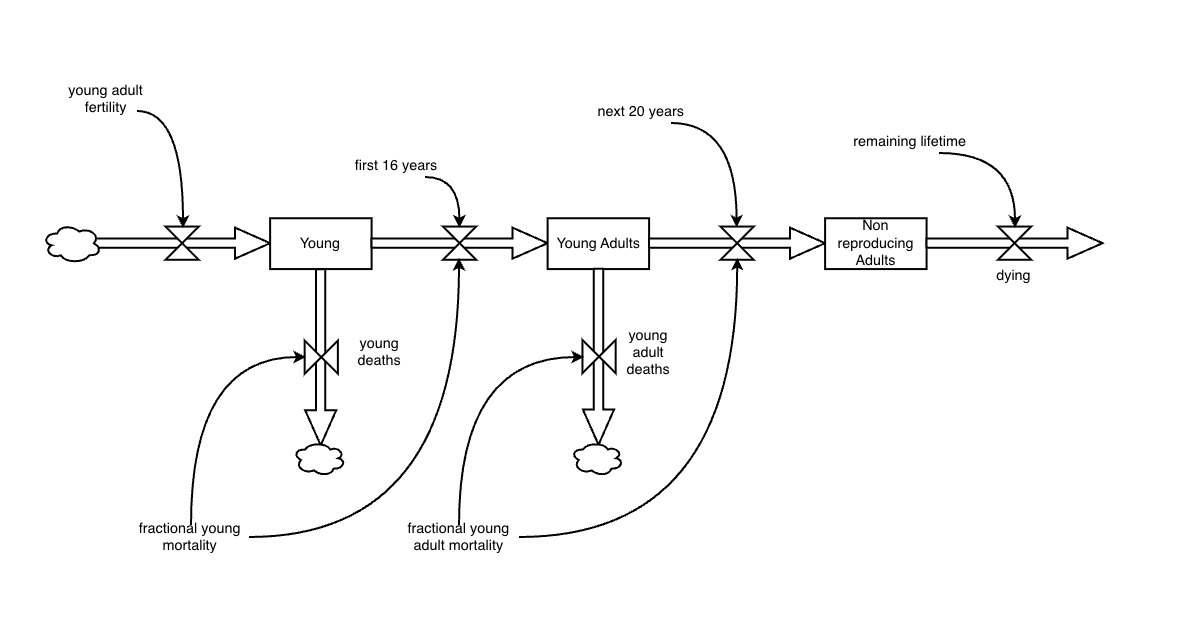 young adult
fertility
next 20 years
remaining lifetime
first 16 years
Young
Young Adults
Non
reproducing
Adults
dying
young
deaths
young
adult
deaths
fractional young
mortality
fractional young
adult mortality